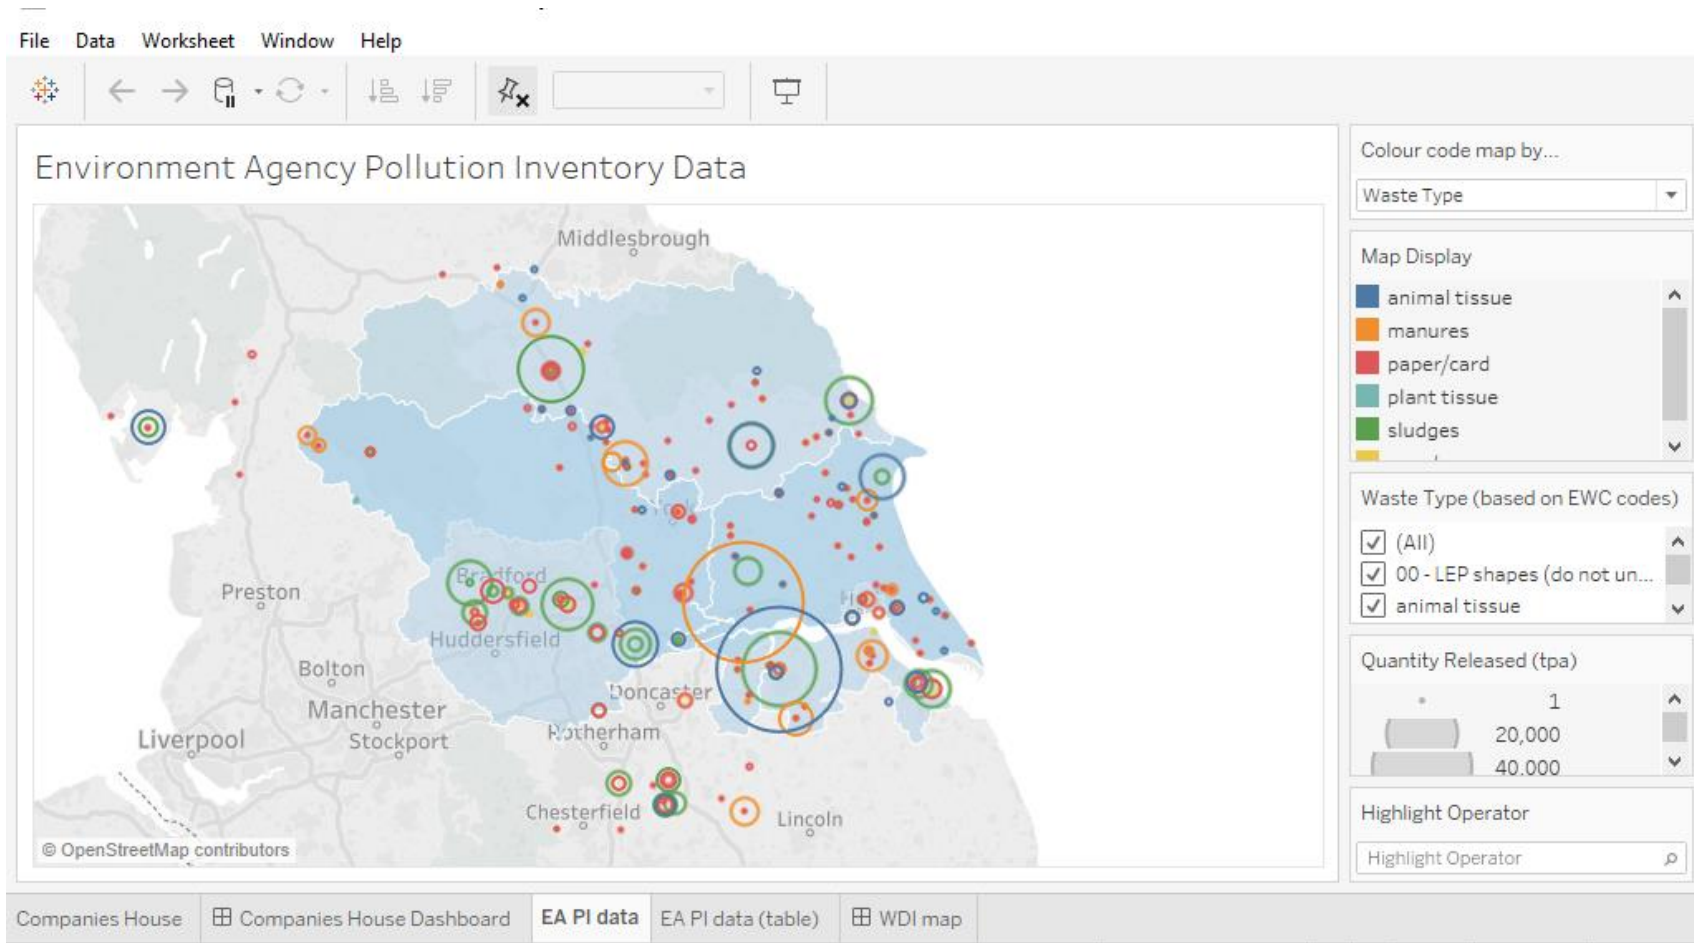 File Data Worksheet Window Help
Environment Agency Pollution Inventory Data
Colour code map by...
Waste Type
Map Display
animal tissue
manures
paper/card
plant tissue
sludges
Waste Type (based on EWC codes)
(All)
00 - LEP shapes (do not un...
animal tissue
Quantity Released (tpa)
1
20,000
40,000
Highlight Operator
Highlight Operator
Middlesbrough
York
Preston
Bradford
Huddersfield
Bolton
Manchester
Liverpool
Stockport
Doncaster
Rotherham
Chesterfield
Lincoln
© OpenStreetMap contributors
Companies House Companies House Dashboard EA PI data EA PI data (table) WDI map